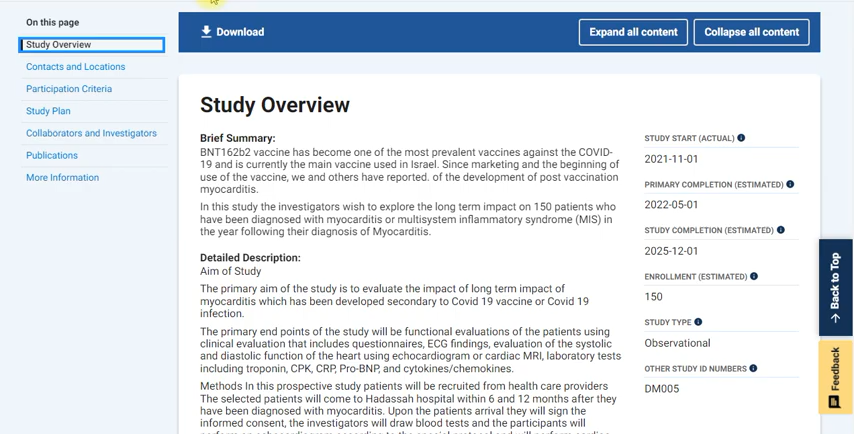 On this page
Study Overview
Contacts and Locations
Participation Criteria
Study Plan
Collaborators and Investigators
Publications
More Information
Download
Expand all content
Collapse all content
Study Overview
Brief Summary:
BNT162b2 vaccine has become one of the most prevalent vaccines against the COVID-
19 and is currently the main vaccine used in Israel. Since marketing and the beginning of
use of the vaccine, we and others have reported. of the development of post vaccination
myocarditis.
In this study the investigators wish to explore the long term impact on 150 patients who
have been diagnosed with myocarditis or multisystem inflammatory syndrome (MIS) in
the year following their diagnosis of Myocarditis.
Detailed Description:
Aim of Study
The primary aim of the study is to evaluate the impact of long term impact of
myocarditis which has been developed secondary to Covid 19 vaccine or Covid 19
infection.
The primary end points of the study will be functional evaluations of the patients using
clinical evaluation that includes questionnaires, ECG findings, evaluation of the systolic
and diastolic function of the heart using echocardiogram or cardiac MRI, laboratory tests
including troponin, CPK, CRP, Pro-BNP, and cytokines/chemokines.
Methods In this prospective study patients will be recruited from health care providers
The selected patients will come to Hadassah hospital within 6 and 12 months after they
have been diagnosed with myocarditis. Upon the patients arrival they will sign the
informed consent, the investigators will draw blood tests and the participants will
STUDY START (ACTUAL)
2021-11-01
PRIMARY COMPLETION (ESTIMATED)
2022-05-01
STUDY COMPLETION (ESTIMATED)
2025-12-01
ENROLLMENT (ESTIMATED)
150
STUDY TYPE
Observational
OTHER STUDY ID NUMBERS
DM005
Back to Top
Feedback